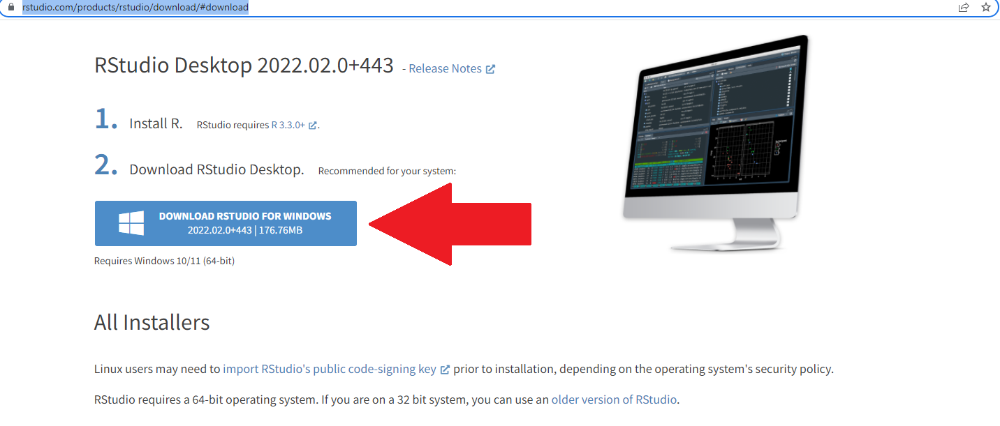 rstudio.com/products/rstudio/download/#download
RStudio Desktop 2022.02.0+443 - Release Notes
1. Install R. RStudio requires R 3.3.0+.
2. Download RStudio Desktop. Recommended for your system:
DOWNLOAD RSTUDIO FOR WINDOWS
2022.02.0+443 | 176.76MB
Requires Windows 10/11 (64-bit)
All Installers
Linux users may need to import RStudio's public code-signing key prior to installation, depending on the operating system's security policy.
RStudio requires a 64-bit operating system. If you are on a 32 bit system, you can use an older version of RStudio.